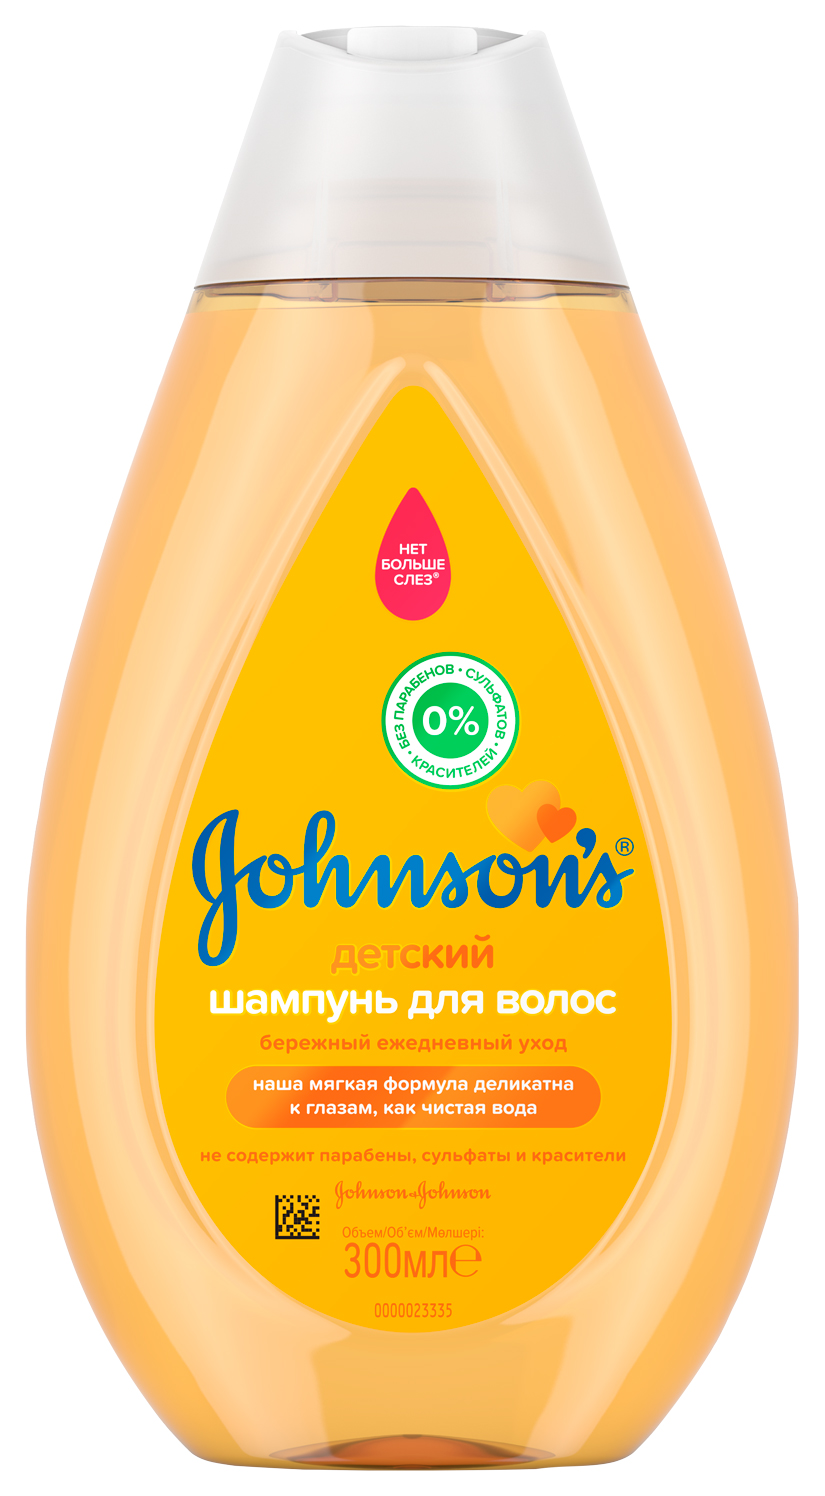 НЕТ
БОЛЬШЕ
СЛЕЗ®
БЕЗ ПАРАБЕНОВ • СУЛЬФАТОВ • КРАСИТЕЛЕЙ •
0%
Johnson's®
детский
шампунь для волос
бережный ежедневный уход
наша мягкая формула деликатна
к глазам, как чистая вода
не содержит парабены, сульфаты и красители
Johnson+Johnson
Объем/Об'єм/Мөлшері:
300мл℮
0000023335